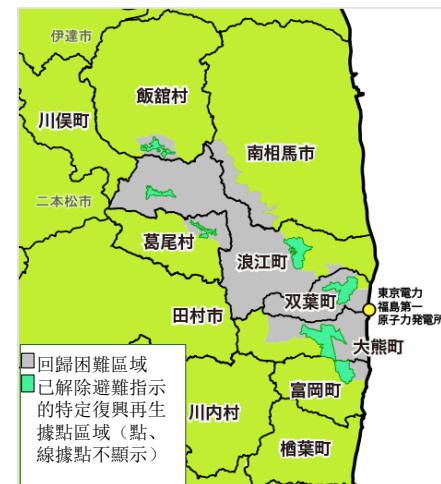 伊達市
飯舘村
川俣町
南相馬市
二本松市
葛尾村
浪江町
双葉町
東京電力
福島第一
原子力発電所
田村市
大熊町
回歸困難區域
已解除避難指示
的特定復興再生
據點區域（點、
線據點不顯示）
富岡町
川内村
楢葉町